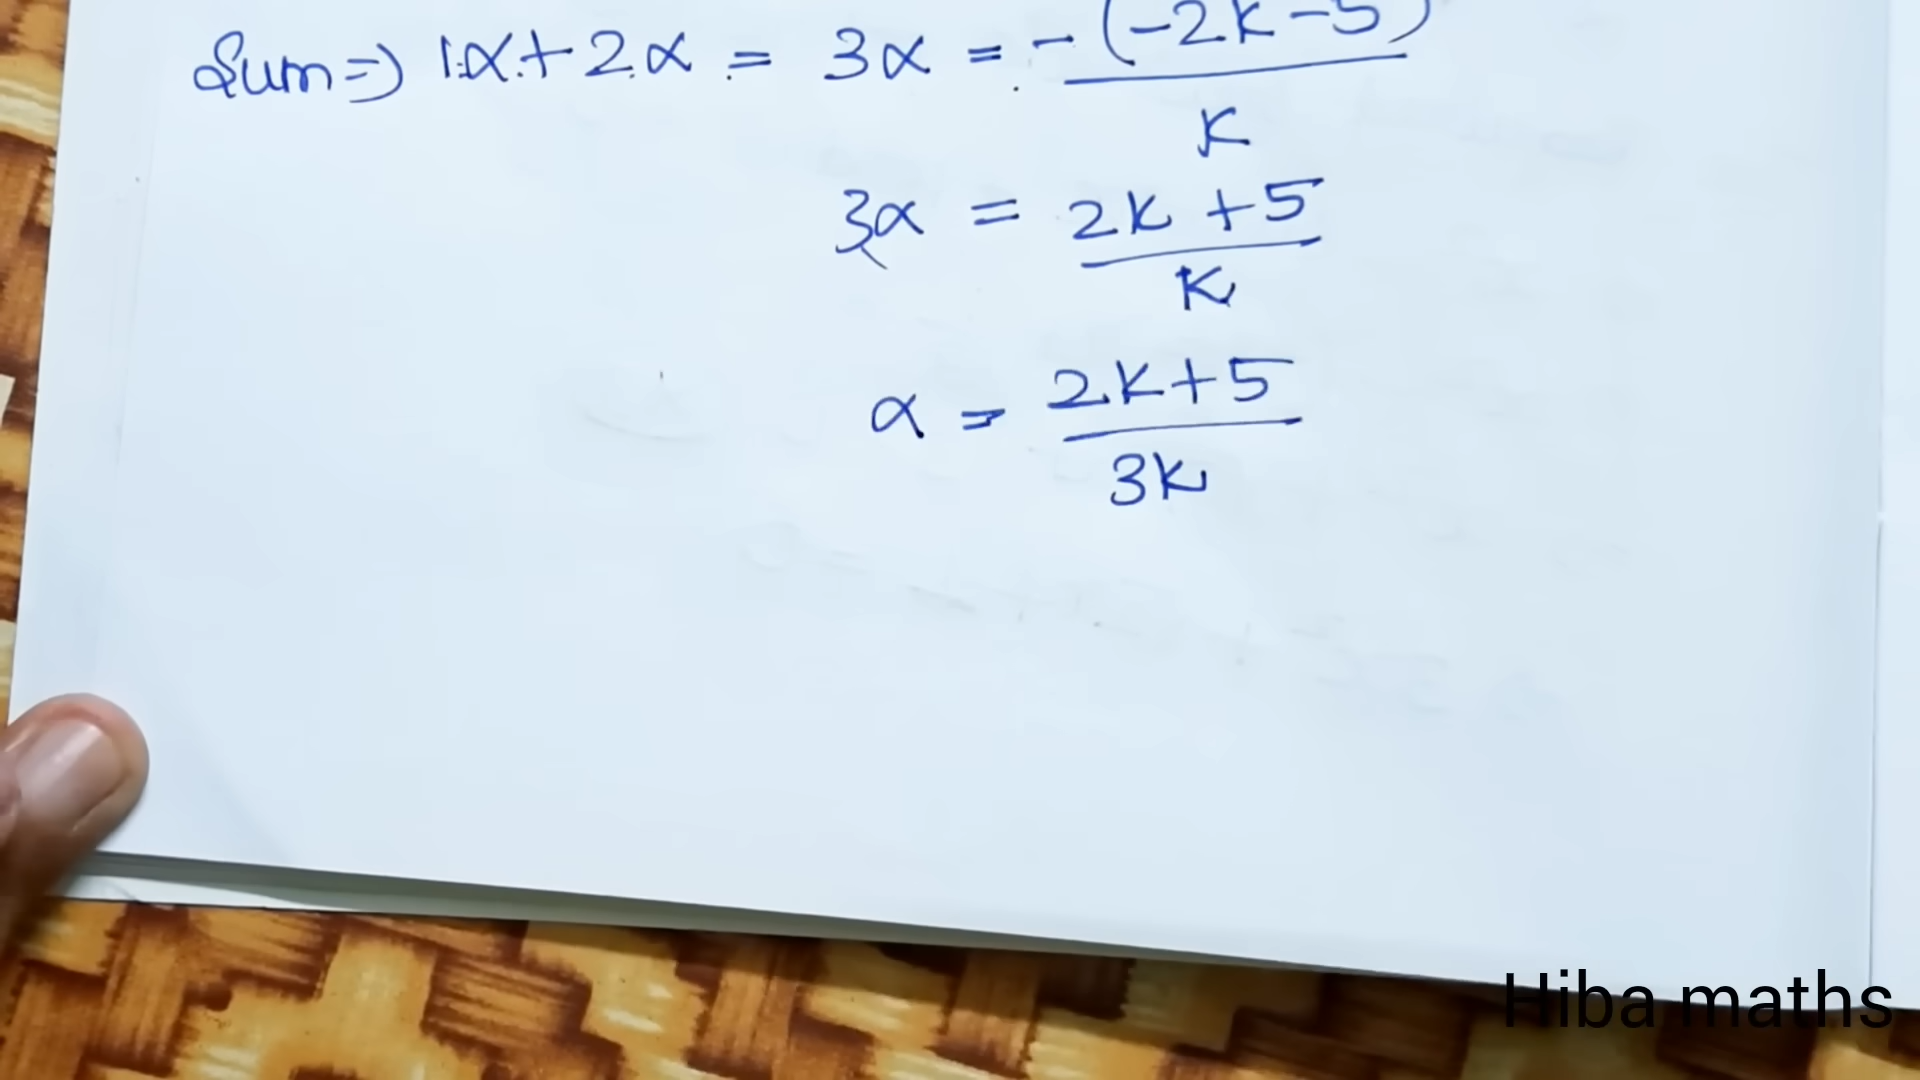 Sum⇒ 1α + 2α = 3α = -(-2k-5)
k
3α = 2k+5
k
α = 2k+5
3k
Hiba maths